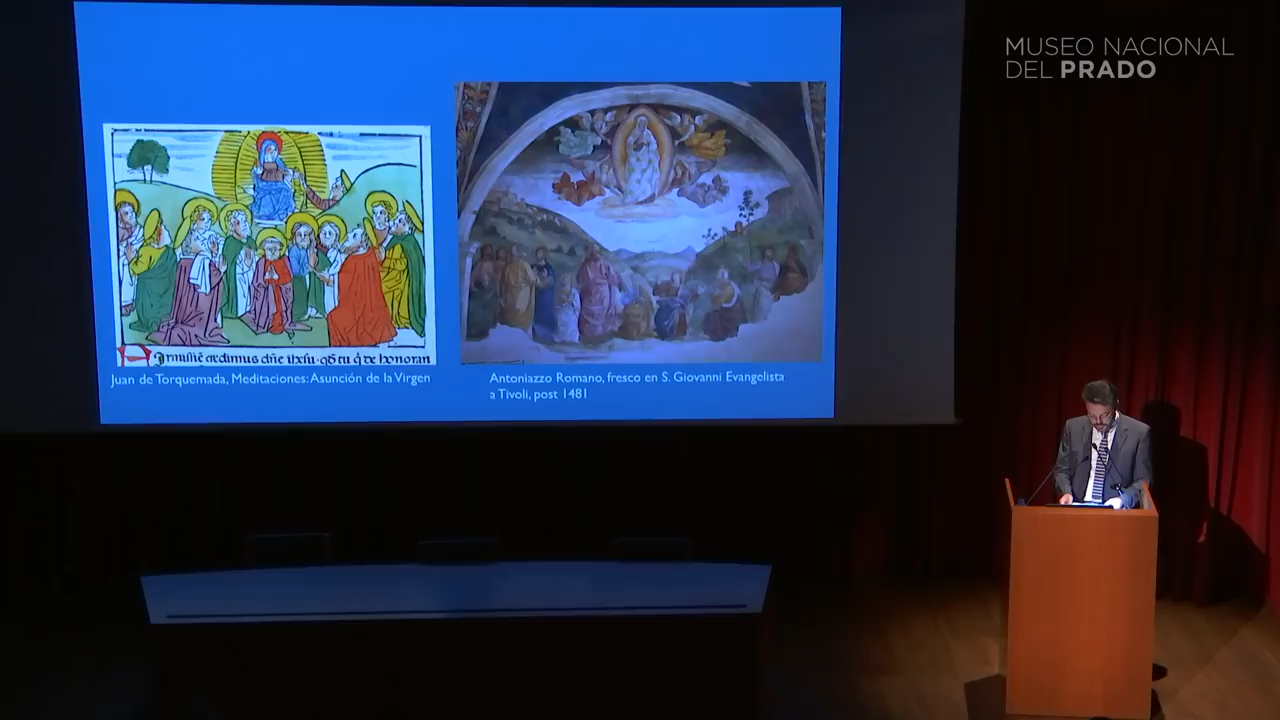 MUSEO NACIONAL
DEL PRADO
Juan de Torquemada, Meditaciones: Asunción de la Virgen
Antoniazzo Romano, fresco en S. Giovanni Evangelista
a Tivoli, post 1481